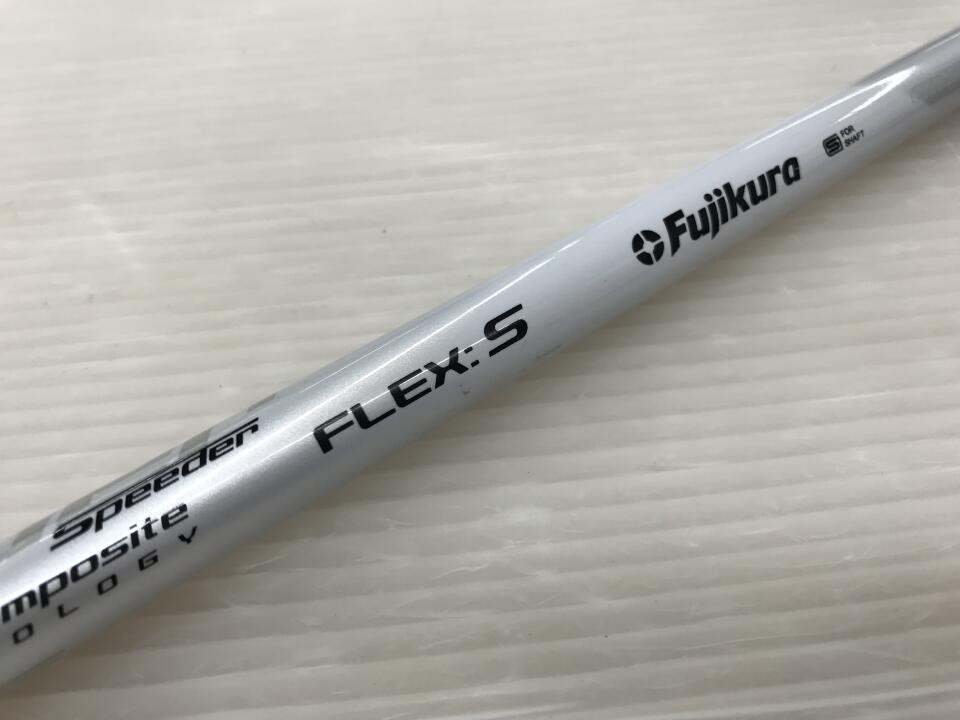 Speeder
mposite
OLOGY
FLEX: S
Fujikura
S FOR
SHAFT